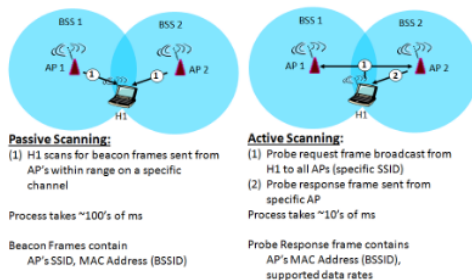 BSS 1
BSS 2
AP 1
1
1
AP 2
H1
Passive Scanning:
(1) H1 scans for beacon frames sent from
AP's within range on a specific
channel
Process takes ~100's of ms
Beacon Frames contain
AP's SSID, MAC Address (BSSID)
BSS 1
BSS 2
AP 1
1
2
AP 2
H1
Active Scanning:
(1) Probe request frame broadcast from
H1 to all APs (specific SSID)
(2) Probe response frame sent from
specific AP
Process takes ~10's of ms
Probe Response frame contains
AP's MAC Address (BSSID),
supported data rates